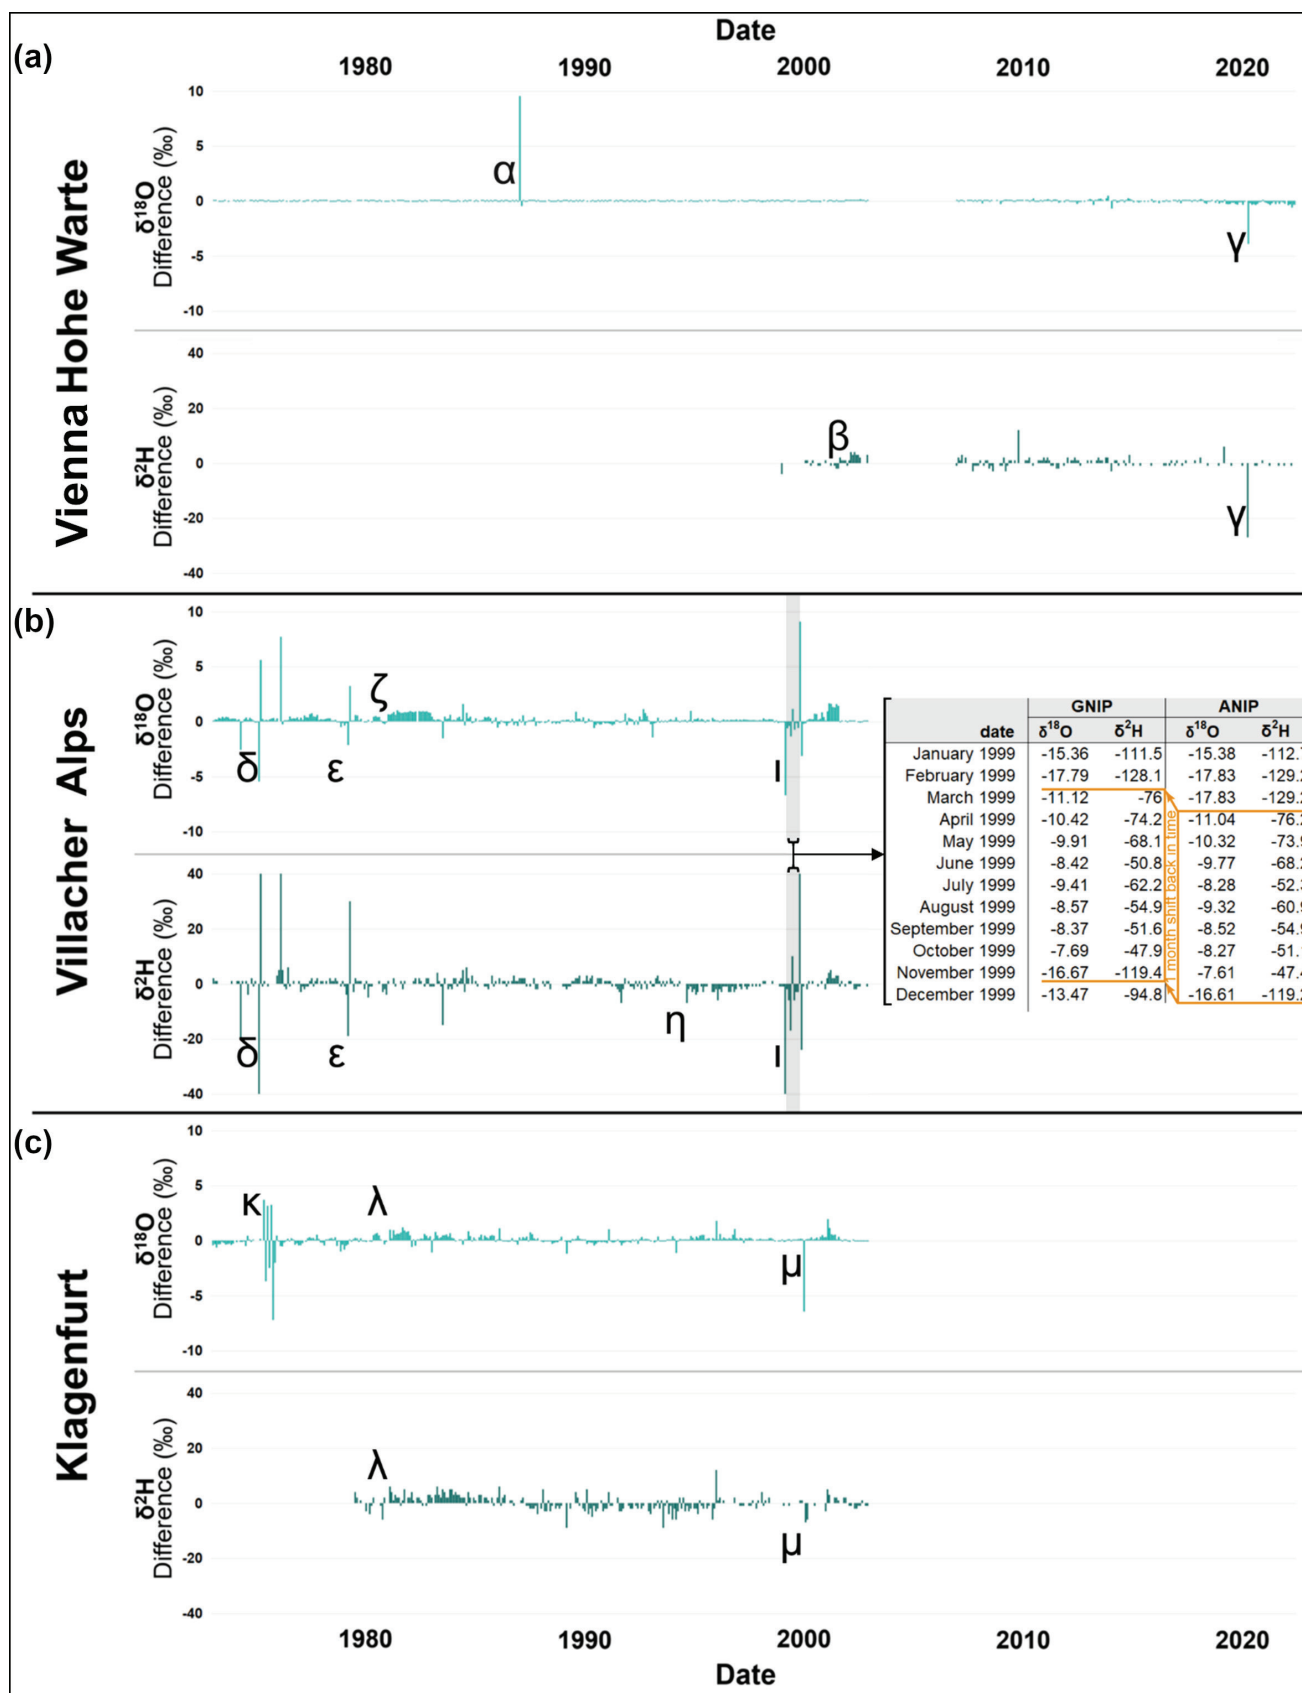 Date
(a)
1980 1990 2000 2010 2020
Vienna Hohe Warte
δ¹⁸O
Difference (‰)
10
5
0
-5
-10
α
γ
δ²H
Difference (‰)
40
20
0
-20
-40
β
γ
(b)
Villacher Alps
δ¹⁸O
Difference (‰)
10
5
0
-5
-10
δ
ε
ζ
ι
δ²H
Difference (‰)
40
20
0
-20
-40
δ
ε
η
ι
GNIP ANIP
date δ¹⁸O δ²H δ¹⁸O δ²H
January 1999 -15.36 -111.5 -15.38
February 1999 -17.79 -128.1 -17.83
March 1999 -11.12 -76 -17.83
April 1999 -10.42 -74.2 -11.04
May 1999 -9.91 -68.1 -10.32
June 1999 -8.42 -50.8 -9.77
July 1999 -9.41 -62.2 -8.28
August 1999 -8.57 -54.9 -9.32
September 1999 -8.37 -51.6 -8.52
October 1999 -7.69 -47.9 -8.27
November 1999 -16.67 -119.4 -7.61
December 1999 -13.47 -94.8 -16.61
1 month shift back in time
(c)
Klagenfurt
δ¹⁸O
Difference (‰)
10
5
0
-5
-10
κ
λ
μ
δ²H
Difference (‰)
40
20
0
-20
-40
λ
μ
1980 1990 2000 2010 2020
Date